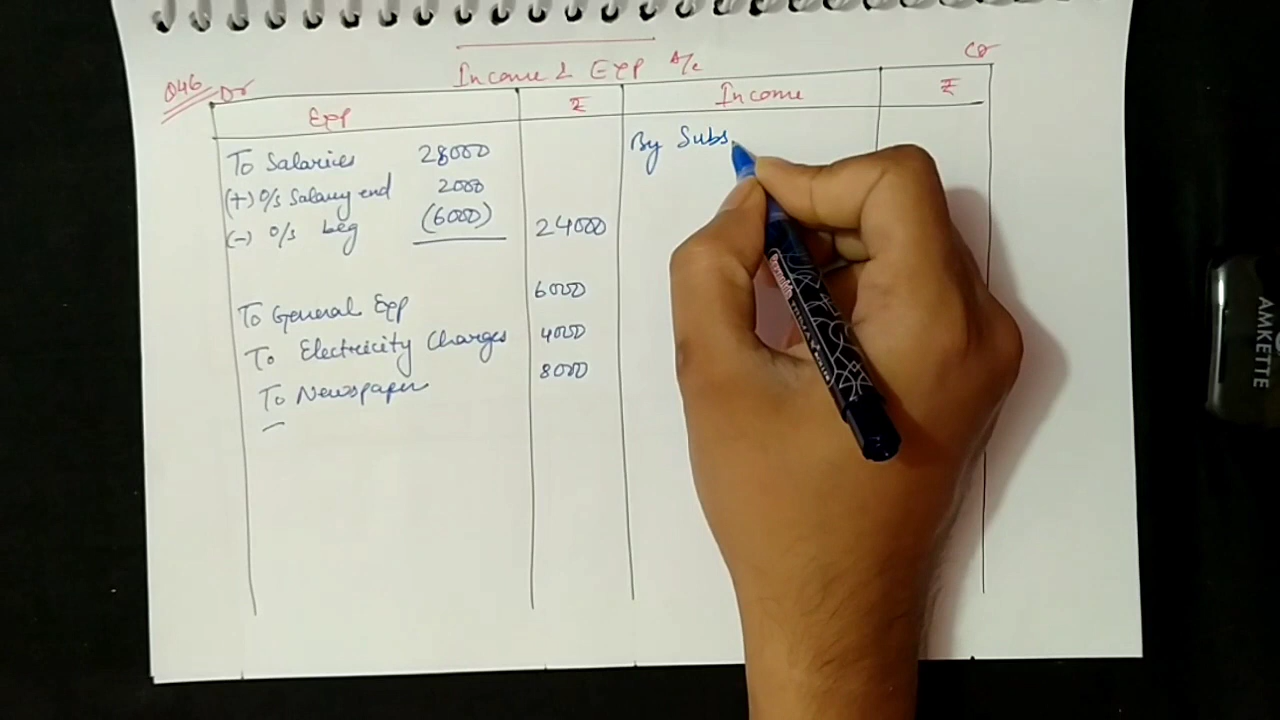 Income & Exp A/c
Q46 Dr Cr
Exp ₹ Income ₹
To Salaries 28000 By Subs
(+) O/s Salary end 2000
(-) O/s beg (6000) 24000
To General Exp 6000
To Electricity Charges 4000
To Newspaper 8000
AMKETTE